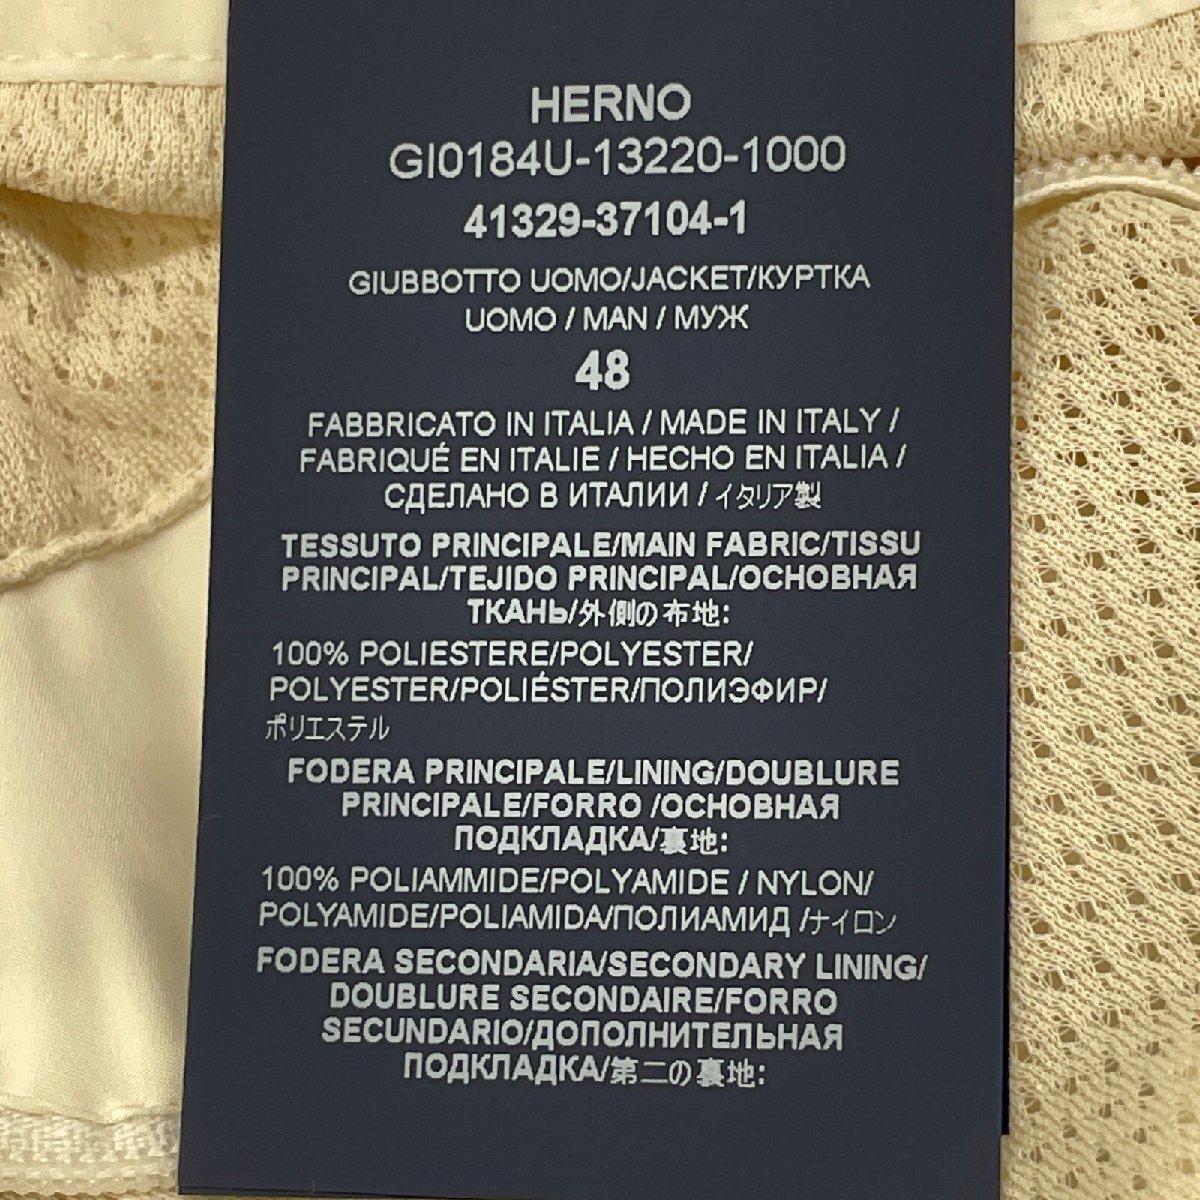 HERNO
GI0184U-13220-1000
41329-37104-1
GIUBBOTTO UOMO/JACKET/КУРТКА
UOMO / MAN / МУЖ
48
FABBRICATO IN ITALIA / MADE IN ITALY /
FABRIQUÉ EN ITALIE / HECHO EN ITALIA /
СДЕЛАНО В ИТАЛИИ / イタリア製
TESSUTO PRINCIPALE/MAIN FABRIC/TISSU
PRINCIPAL/TEJIDO PRINCIPAL/ОСНОВНАЯ
ТКАНЬ/外側の布地:
100% POLIESTERE/POLYESTER/
POLYESTER/POLIÉSTER/ПОЛИЭФИР/
ポリエステル
FODERA PRINCIPALE/LINING/DOUBLURE
PRINCIPALE/FORRO /ОСНОВНАЯ
ПОДКЛАДКА/裏地:
100% POLIAMMIDE/POLYAMIDE / NYLON/
POLYAMIDE/POLIAMIDA/ПОЛИАМИД /ナイロン
FODERA SECONDARIA/SECONDARY LINING/
DOUBLURE SECONDAIRE/FORRO
SECUNDARIO/ДОПОЛНИТЕЛЬНАЯ
ПОДКЛАДКА/第二の裏地: